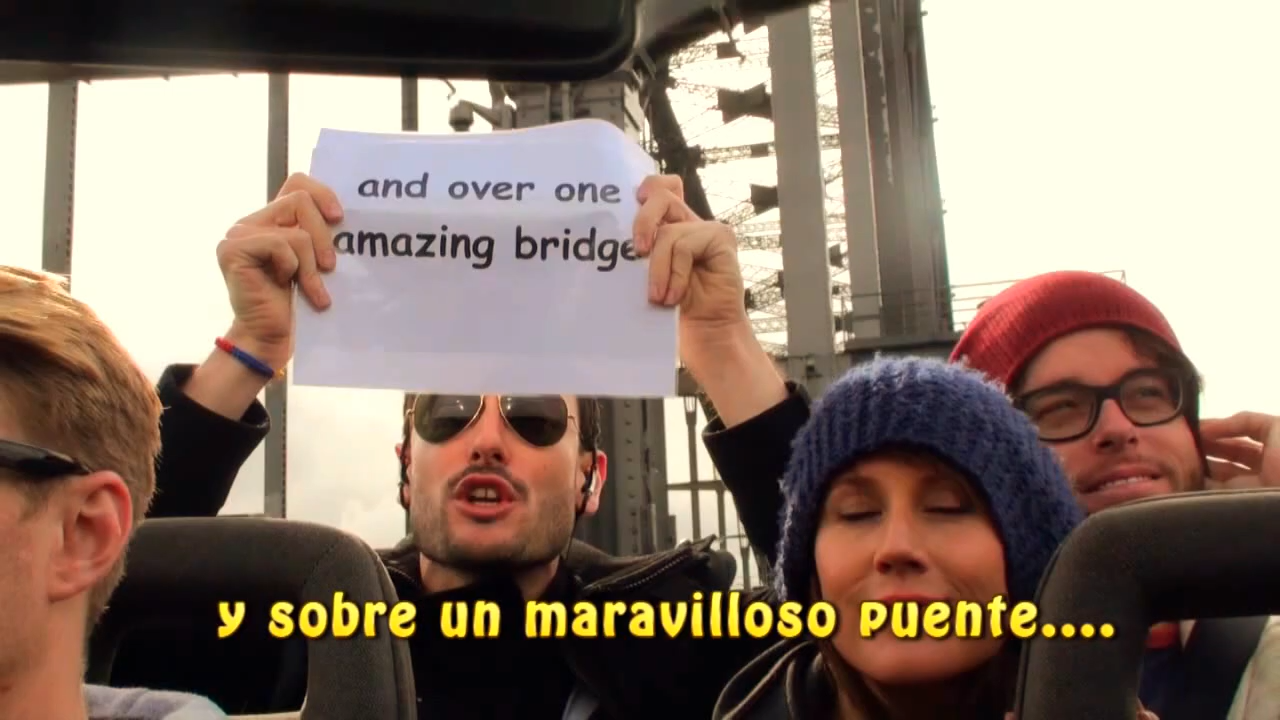 and over one
amazing bridge
y sobre un maravilloso puente....